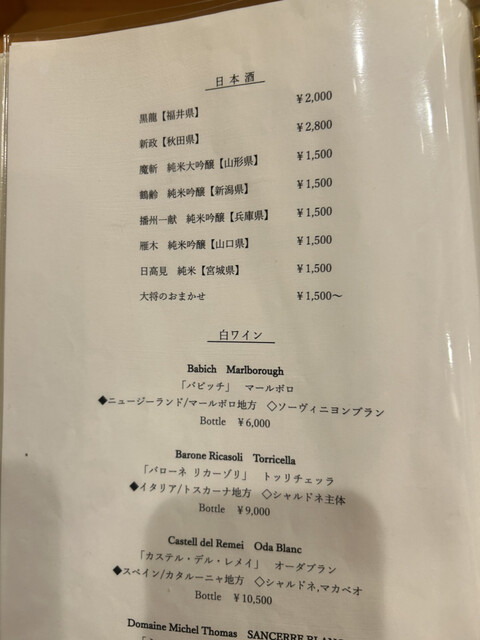 日本酒
黒龍【福井県】 ￥2,000
新政【秋田県】 ￥2,800
魔斬　純米大吟醸【山形県】 ￥1,500
鶴齢　純米吟醸【新潟県】 ￥1,500
播州一献　純米吟醸【兵庫県】 ￥1,500
雁木　純米吟醸【山口県】 ￥1,500
日高見　純米【宮城県】 ￥1,500
大将のおまかせ ￥1,500～
白ワイン
Babich　Marlborough
「バビッチ」　マールボロ
◆ニュージーランド/マールボロ地方　◇ソーヴィニヨンブラン
Bottle　￥6,000
Barone Ricasoli　Torricella
「バローネ リカーゾリ」　トッリチェッラ
◆イタリア/トスカーナ地方　◇シャルドネ主体
Bottle　￥9,000
Castell del Remei　Oda Blanc
「カステル・デル・レメイ」　オーダブラン
◆スペイン/カタルーニャ地方　◇シャルドネ,マカベオ
Bottle　￥10,500
Domaine Michel Thomas　SANCERRE BLANC